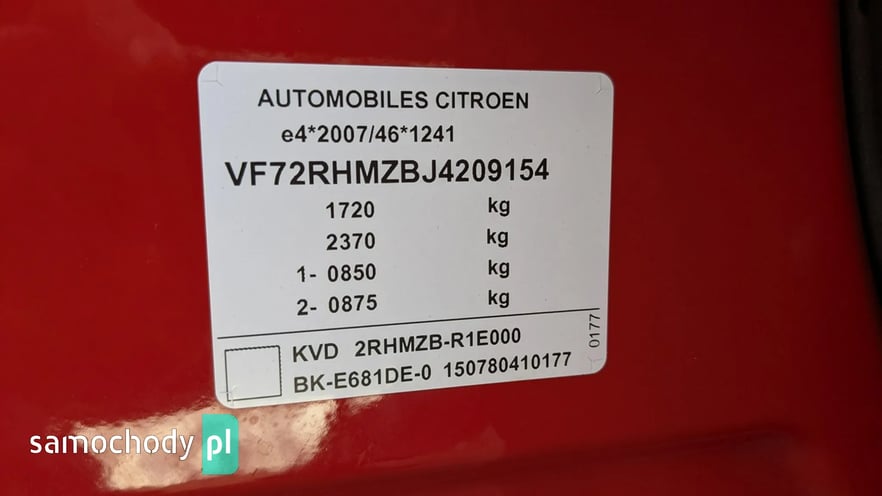 AUTOMOBILES CITROEN
e4*2007/46*1241
VF72RHMZBJ4209154
1720 kg
2370 kg
1- 0850 kg
2- 0875 kg
0177
KVD 2RHMZB-R1E000
BK-E681DE-0 150780410177
samochody pl